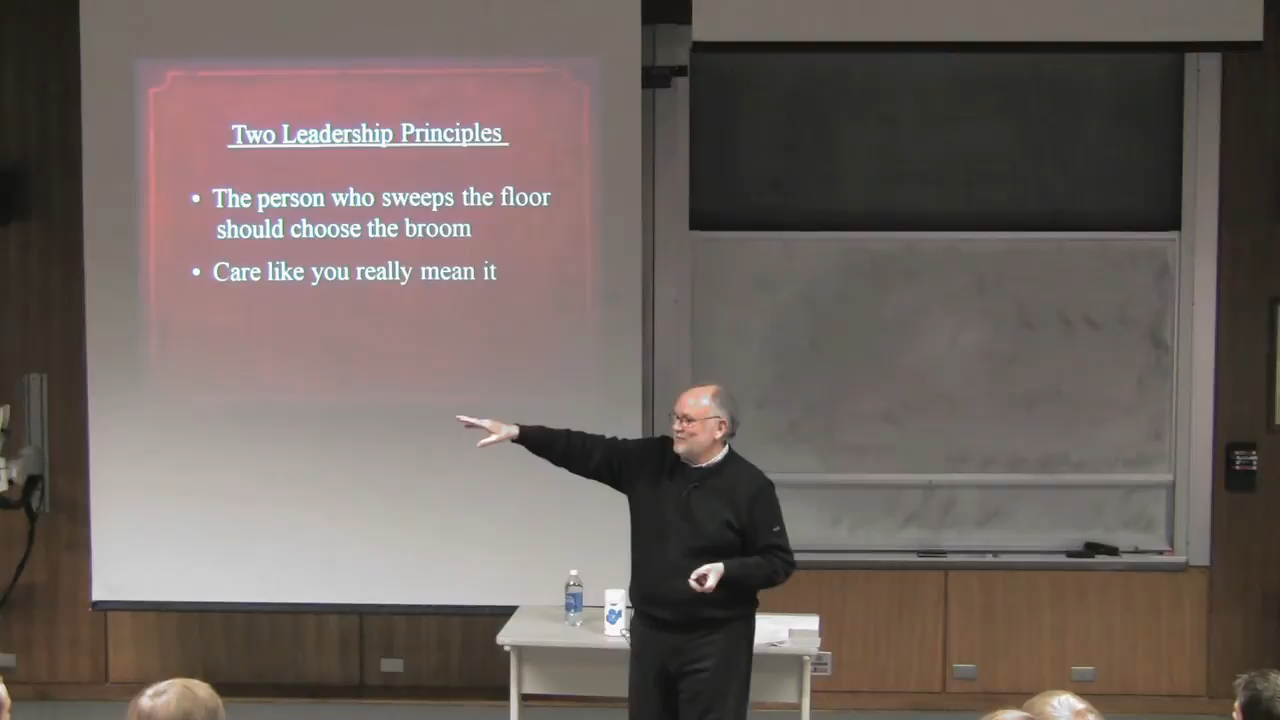 Two Leadership Principles
• The person who sweeps the floor
should choose the broom
• Care like you really mean it